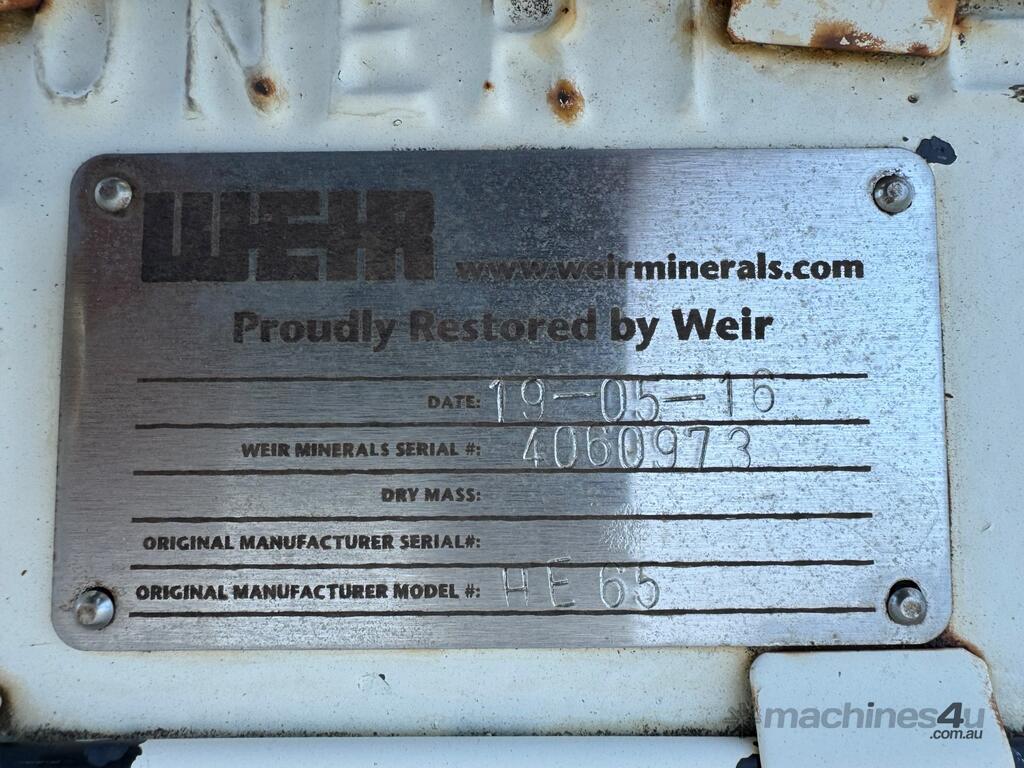 ONER
WEIR www.weirminerals.com
Proudly Restored by Weir
DATE: 19-05-16
WEIR MINERALS SERIAL #: 4060973
DRY MASS:
ORIGINAL MANUFACTURER SERIAL#:
ORIGINAL MANUFACTURER MODEL #: HE 65
machines4u
.com.au